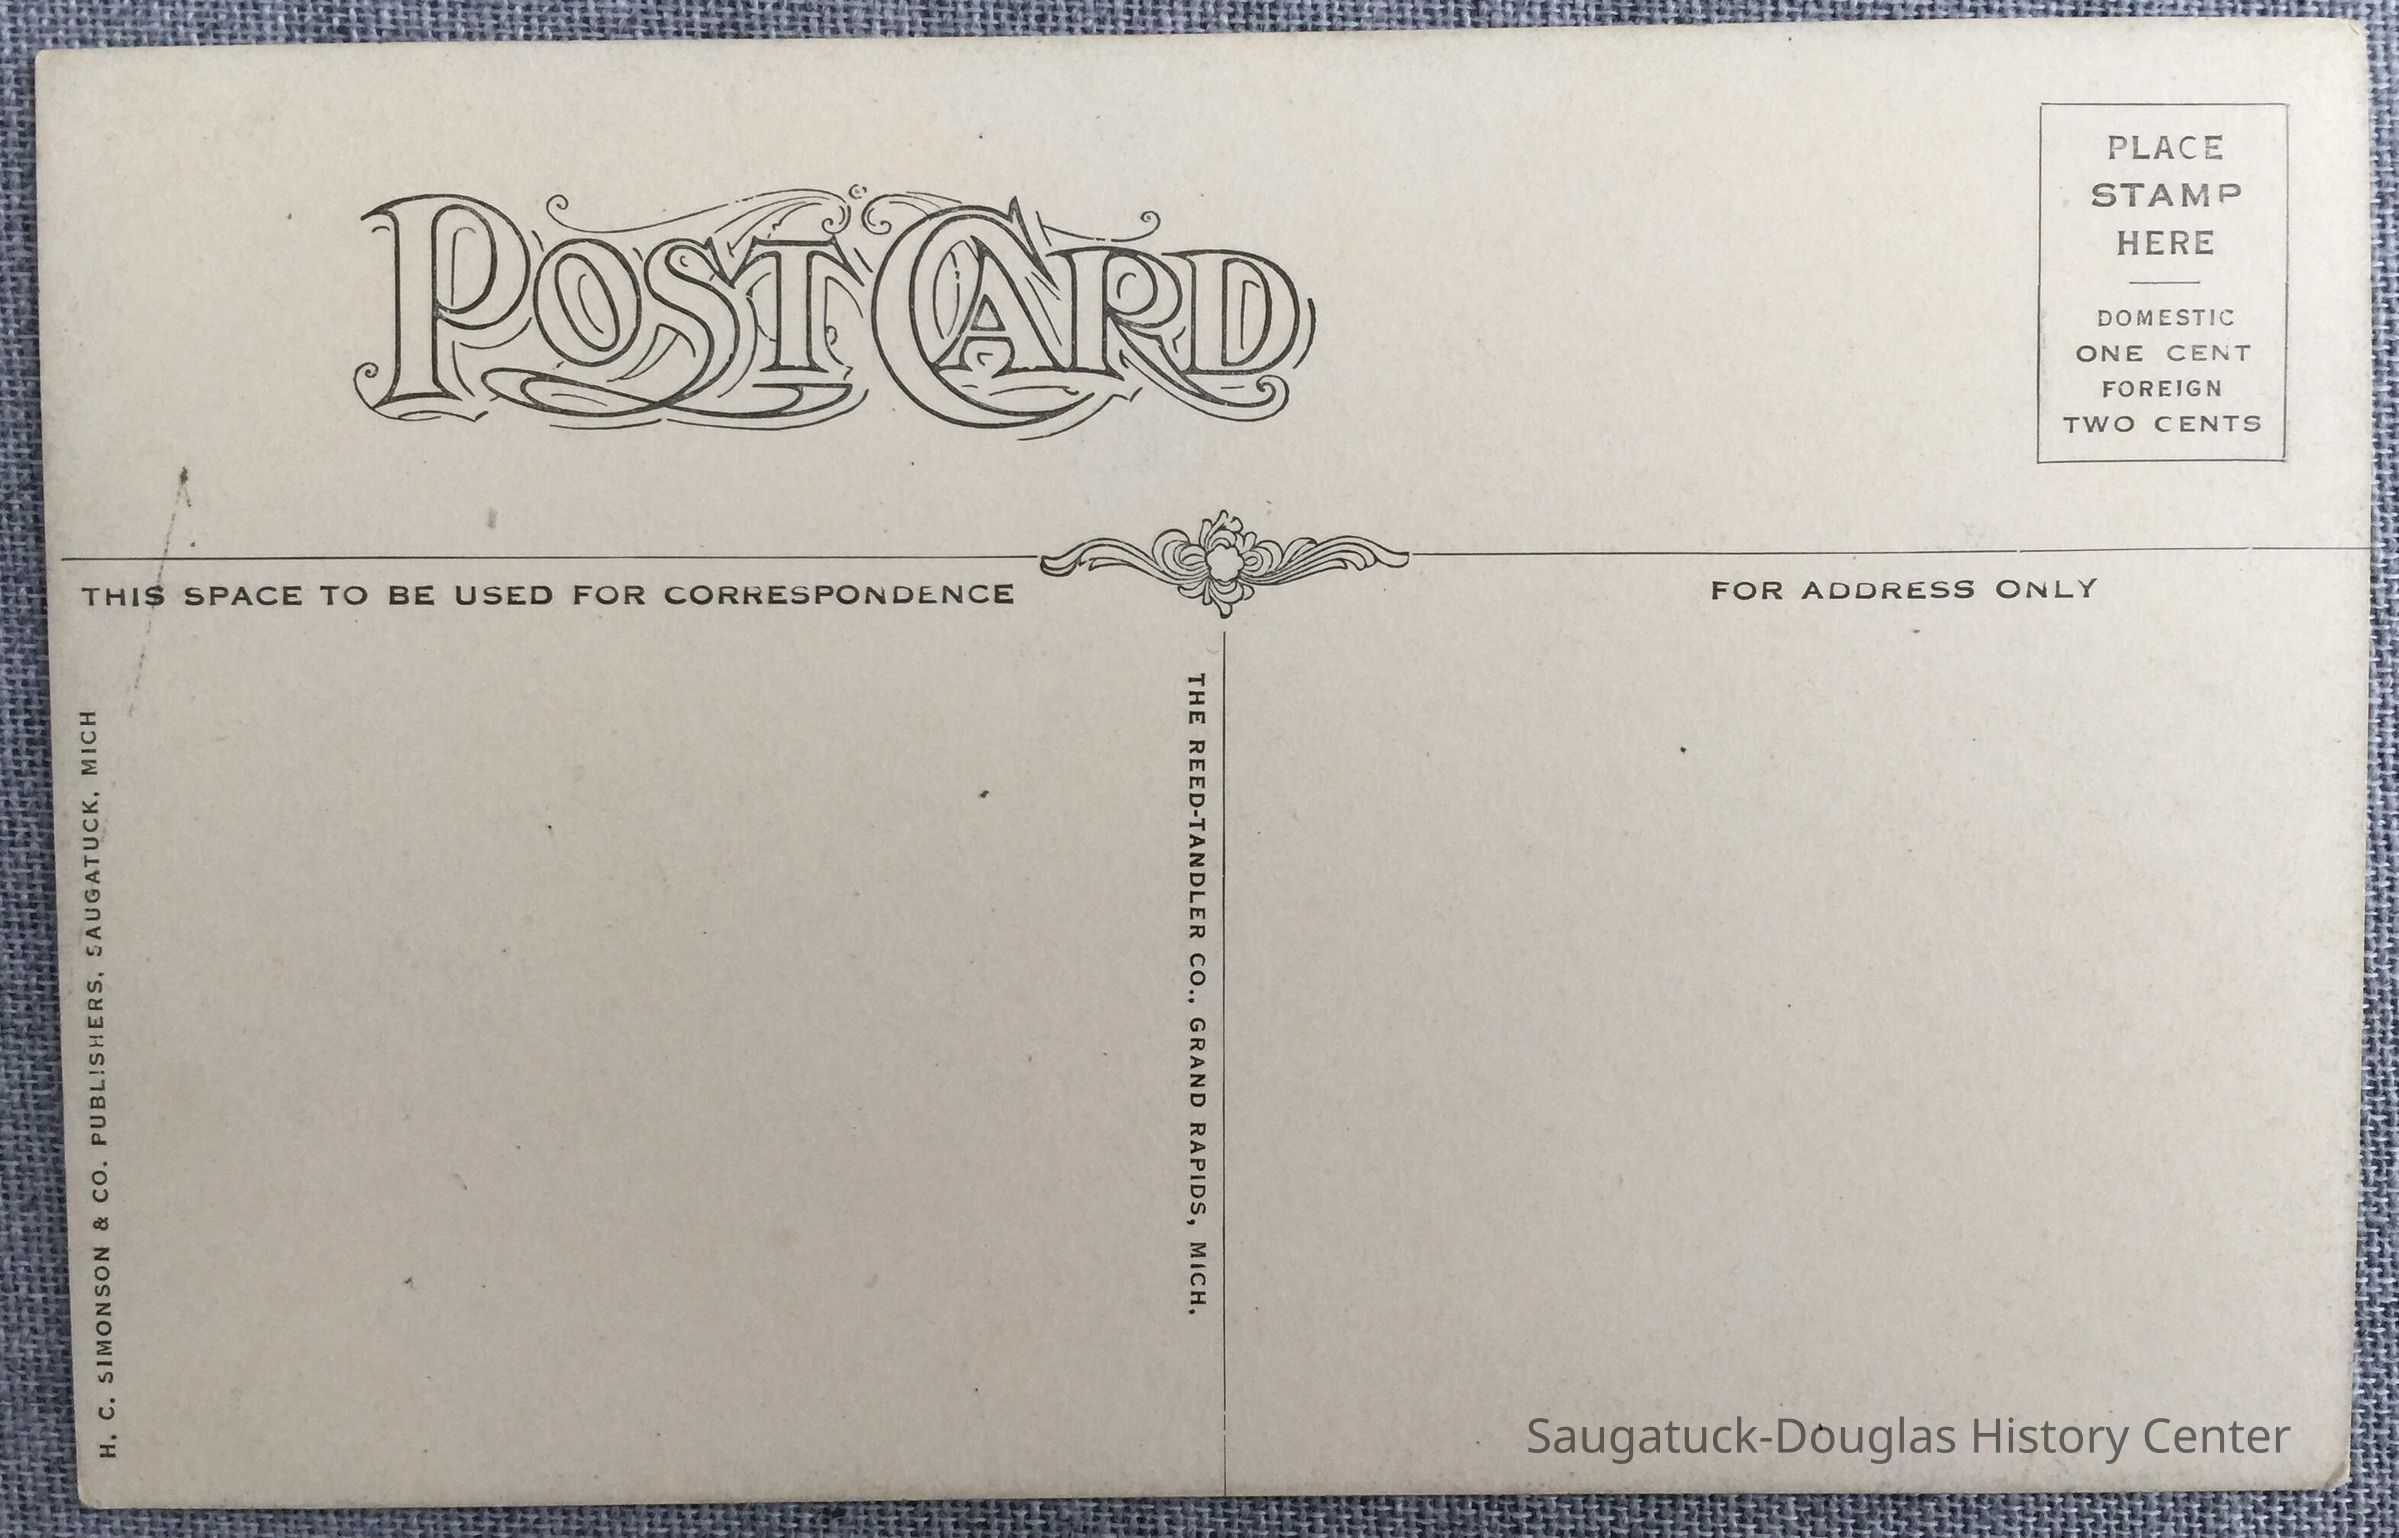 POST CARD
PLACE
STAMP
HERE
DOMESTIC
ONE CENT
FOREIGN
TWO CENTS
THIS SPACE TO BE USED FOR CORRESPONDENCE
FOR ADDRESS ONLY
H. C. SIMONSON & CO. PUBLISHERS, SAUGATUCK, MICH
THE REED-TANDLER CO., GRAND RAPIDS, MICH.
Saugatuck-Douglas History Center